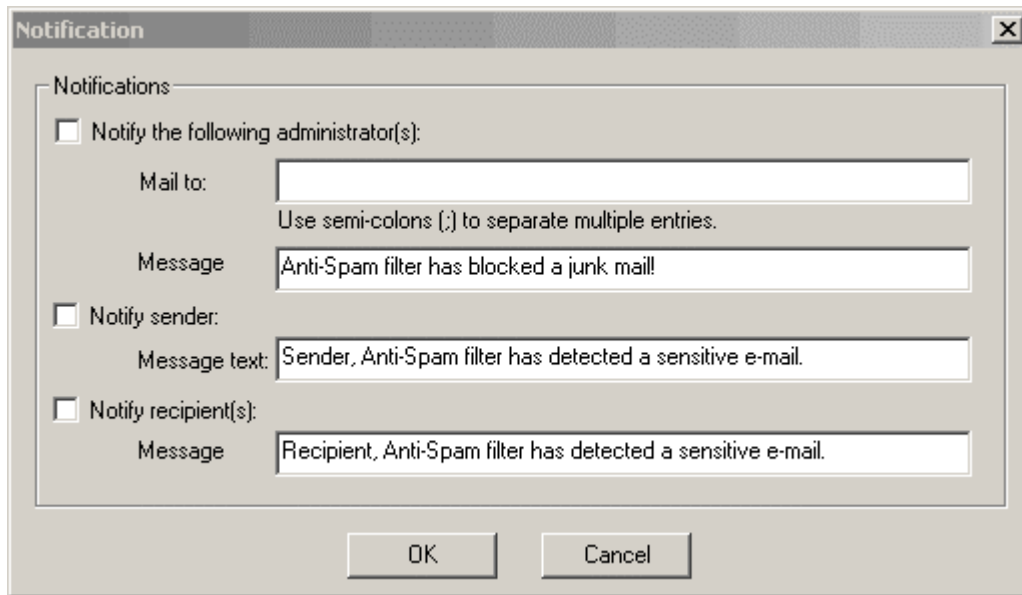 Notification
Notifications
Notify the following administrator(s):
Mail to:
Use semi-colons (;) to separate multiple entries.
Message Anti-Spam filter has blocked a junk mail!
Notify sender:
Message text: Sender, Anti-Spam filter has detected a sensitive e-mail.
Notify recipient(s):
Message Recipient, Anti-Spam filter has detected a sensitive e-mail.
OK Cancel